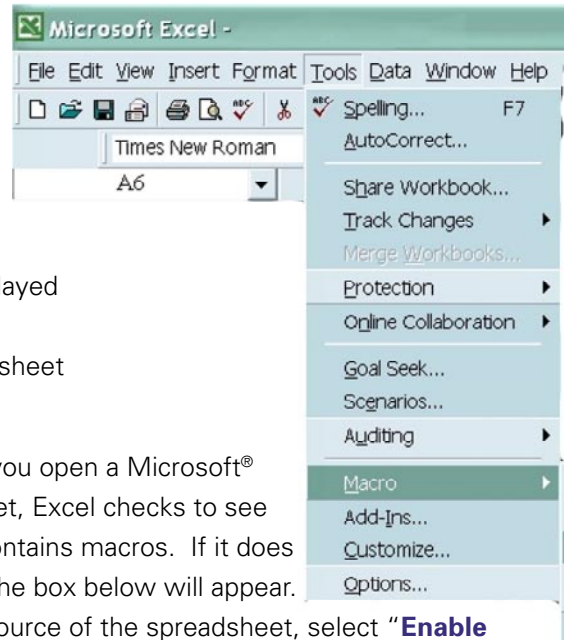 Microsoft Excel -
File Edit View Insert Format Tools Data Window Help
Times New Roman
A6
ABC Spelling... F7
AutoCorrect...
Share Workbook...
Track Changes
Merge Workbooks...
Protection
Online Collaboration
Goal Seek...
Scenarios...
Auditing
Macro
Add-Ins...
Customize...
Options...
layed
sheet
you open a Microsoft®
et, Excel checks to see
ontains macros. If it does
he box below will appear.
ource of the spreadsheet, select “Enable